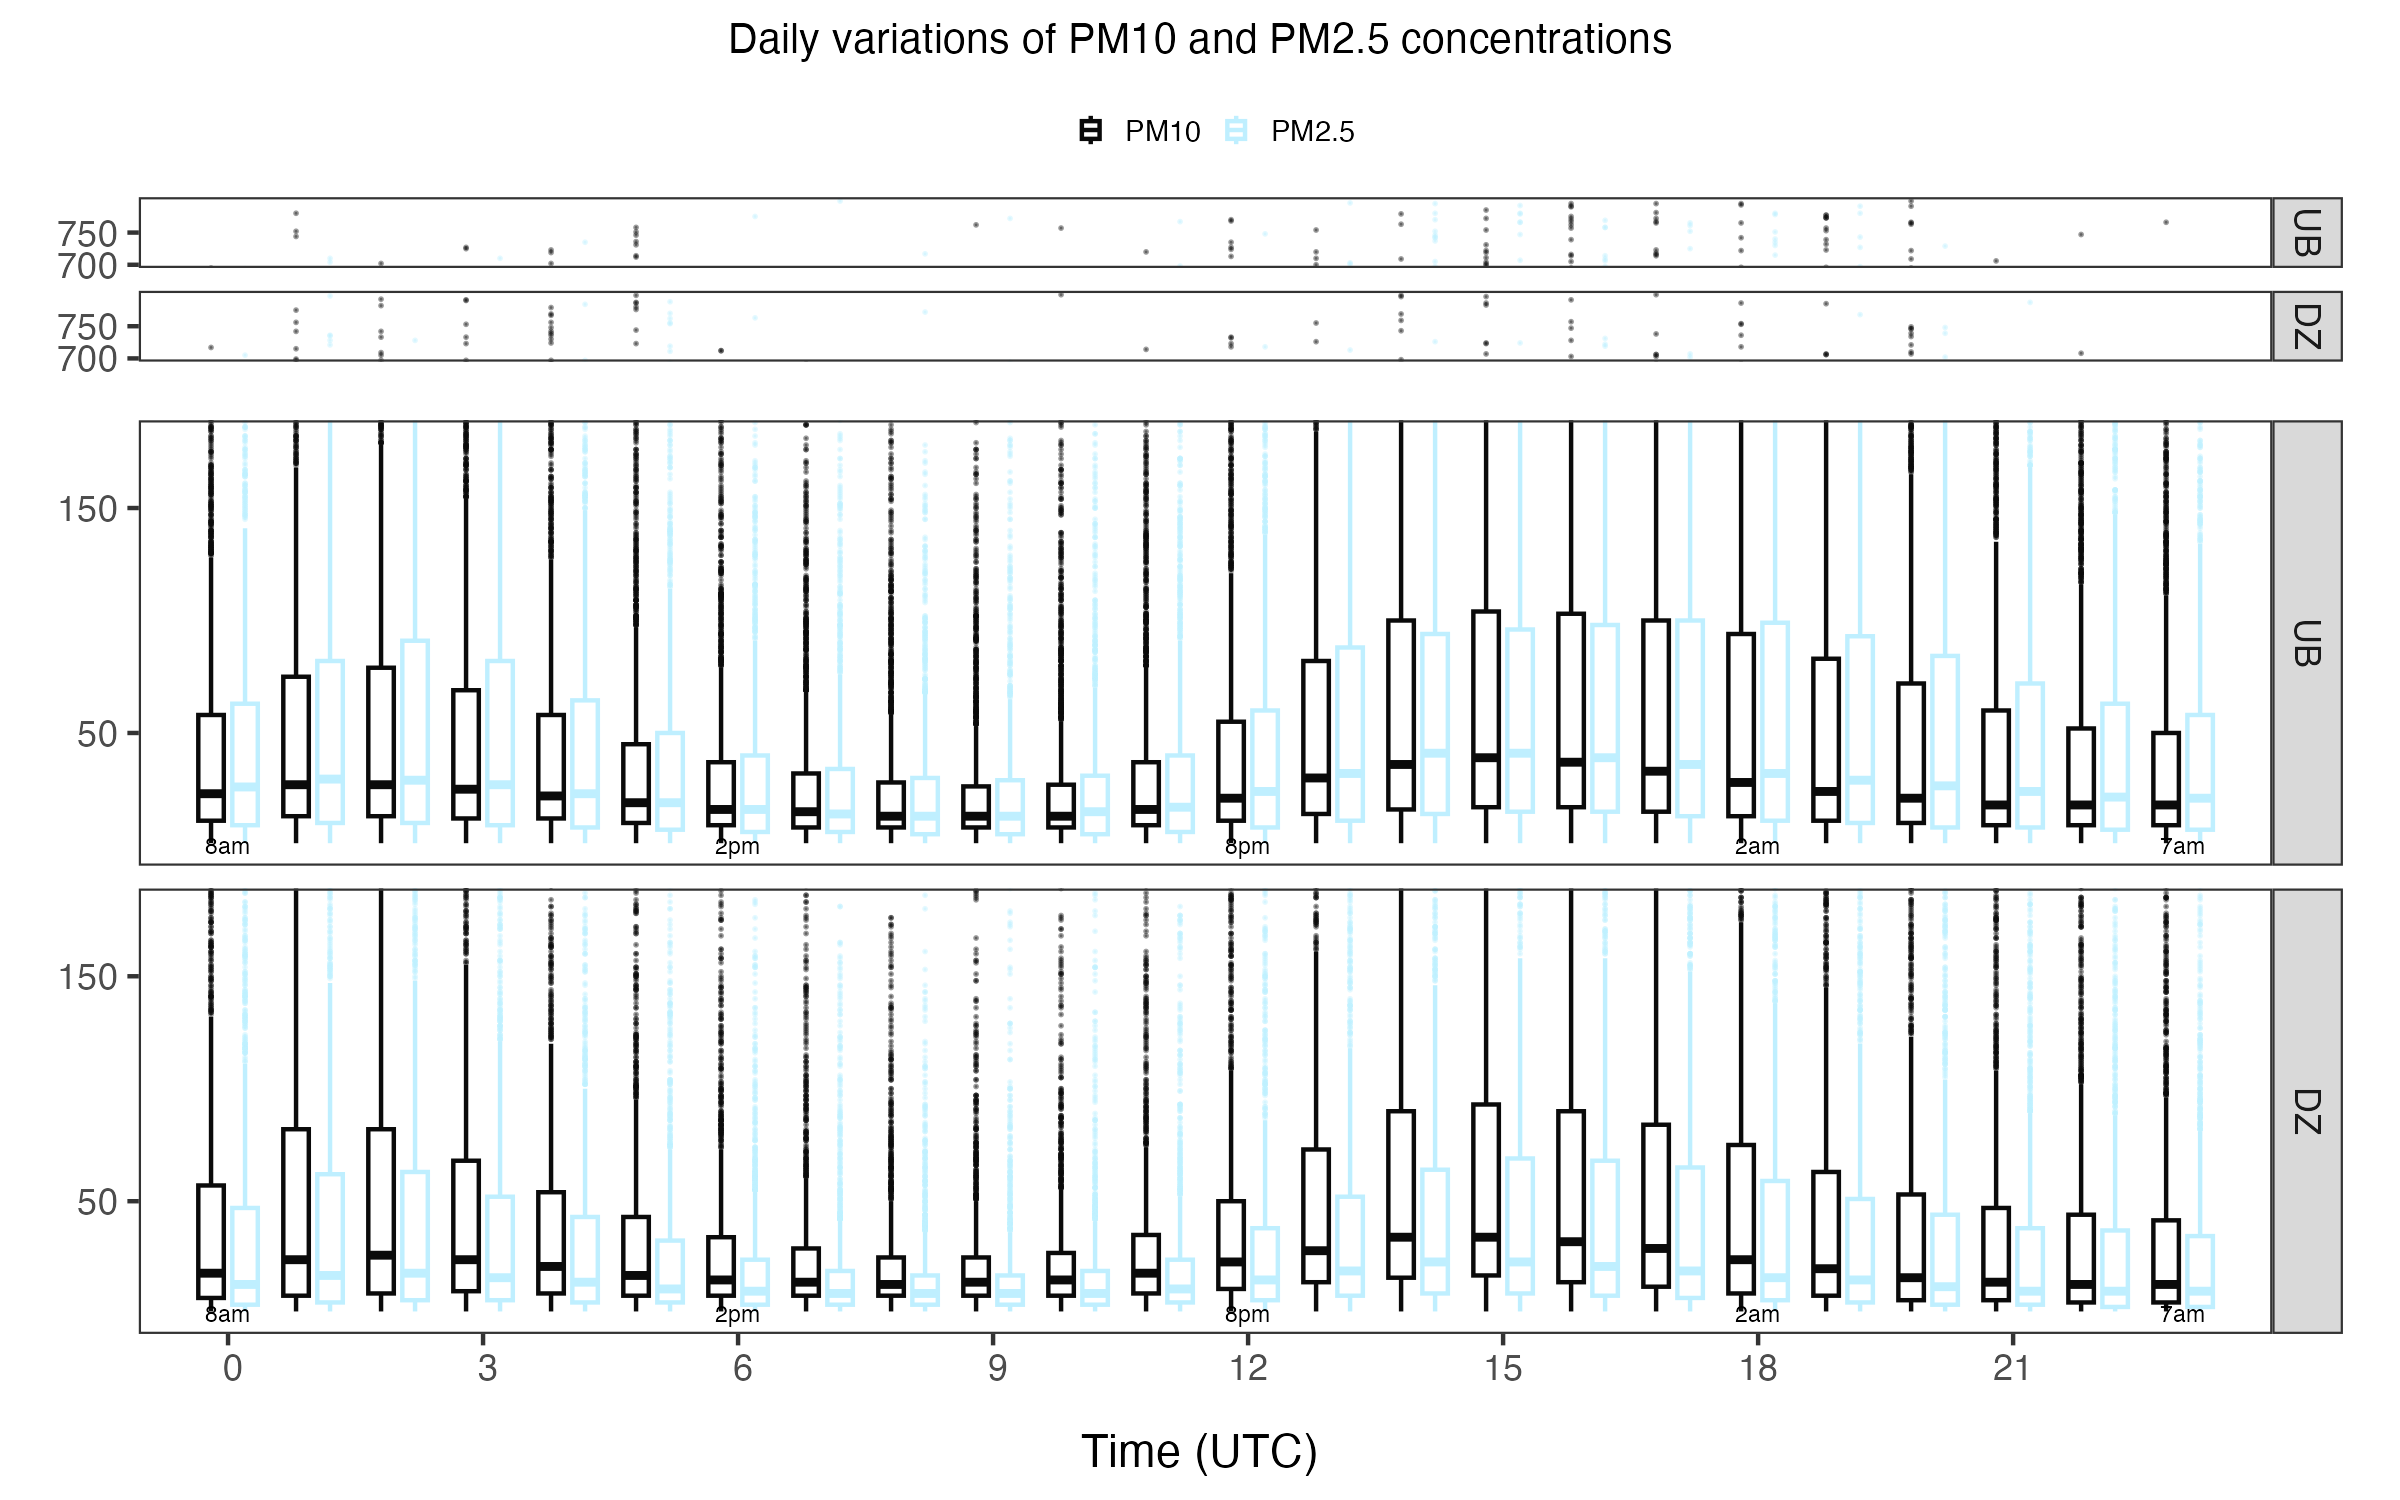 Daily variations of PM10 and PM2.5 concentrations
PM10 PM2.5
750
700
UB
750
700
DZ
150
50
8am 2pm 8pm 2am 7am
UB
150
50
8am 2pm 8pm 2am 7am
DZ
0 3 6 9 12 15 18 21
Time (UTC)